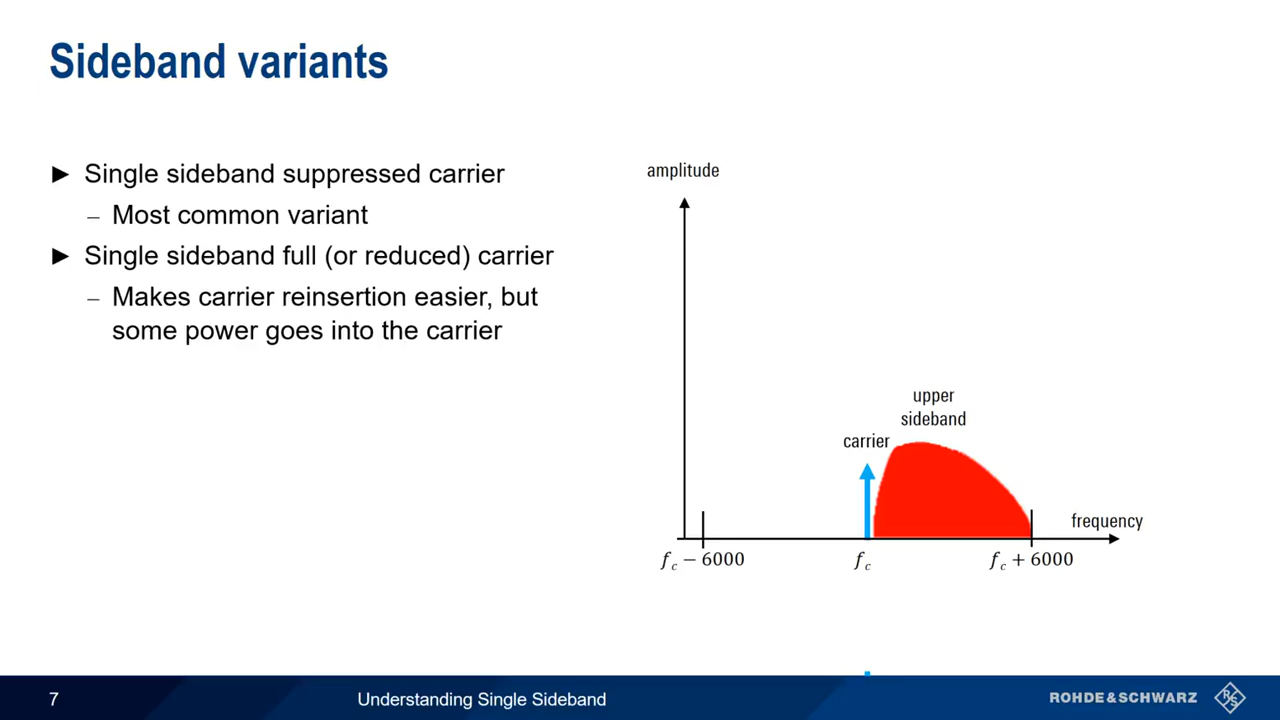 Sideband variants
► Single sideband suppressed carrier
– Most common variant
► Single sideband full (or reduced) carrier
– Makes carrier reinsertion easier, but
some power goes into the carrier
amplitude
upper
sideband
carrier
frequency
f_c − 6000
f_c
f_c + 6000
7
Understanding Single Sideband
ROHDE & SCHWARZ
R S